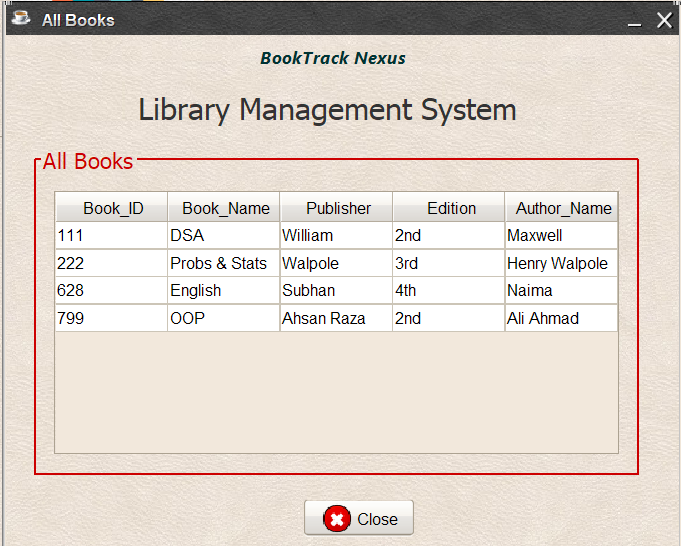 All Books
BookTrack Nexus
Library Management System
All Books
Book_ID Book_Name Publisher Edition Author_Name
111 DSA William 2nd Maxwell
222 Probs & Stats Walpole 3rd Henry Walpole
628 English Subhan 4th Naima
799 OOP Ahsan Raza 2nd Ali Ahmad
Close